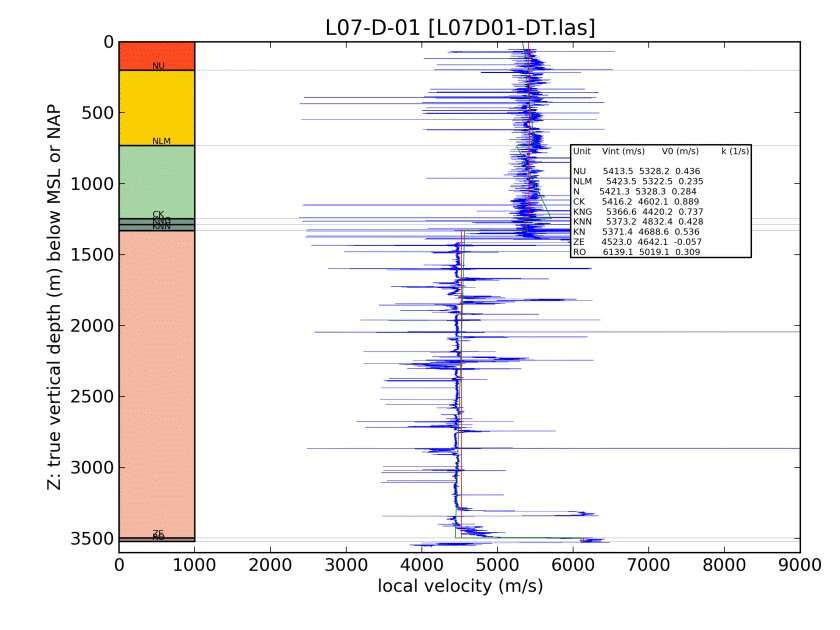 L07-D-01 [L07D01-DT.las]
Z: true vertical depth (m) below MSL or NAP
0
500
1000
1500
2000
2500
3000
3500
NU
NLM
CK
KNG
KNN
ZE
RO
Unit Vint (m/s) V0 (m/s) k (1/s)
NU 5413.5 5328.2 0.436
NLM 5423.5 5322.5 0.235
N 5421.3 5328.3 0.284
CK 5416.2 4602.1 0.889
KNG 5366.6 4420.2 0.737
KNN 5373.2 4832.4 0.428
KN 5371.4 4688.6 0.536
ZE 4523.0 4642.1 -0.057
RO 6139.1 5019.1 0.309
0 1000 2000 3000 4000 5000 6000 7000 8000 9000
local velocity (m/s)